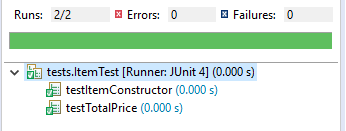 Runs: 2/2 Errors: 0 Failures: 0
tests.ItemTest [Runner: JUnit 4] (0.000 s)
testItemConstructor (0.000 s)
testTotalPrice (0.000 s)